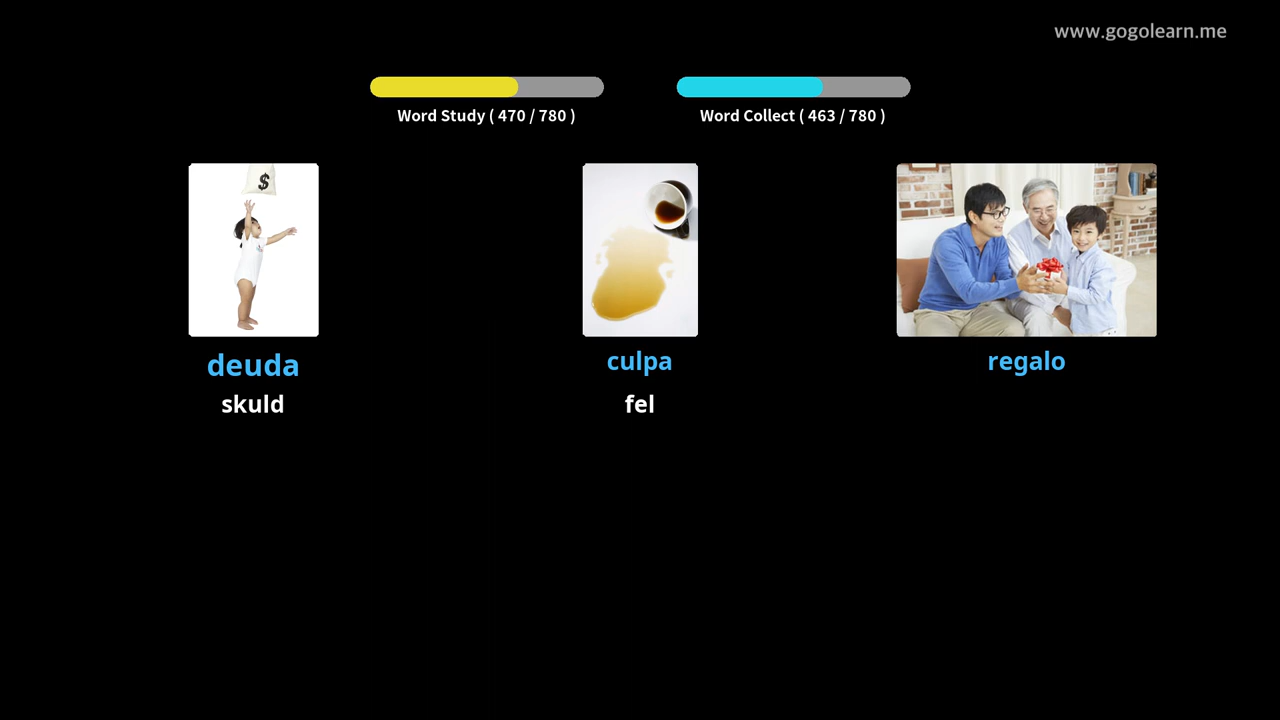 www.gogolearn.me
Word Study ( 470 / 780 )
Word Collect ( 463 / 780 )
$
deuda
culpa
regalo
skuld
fel